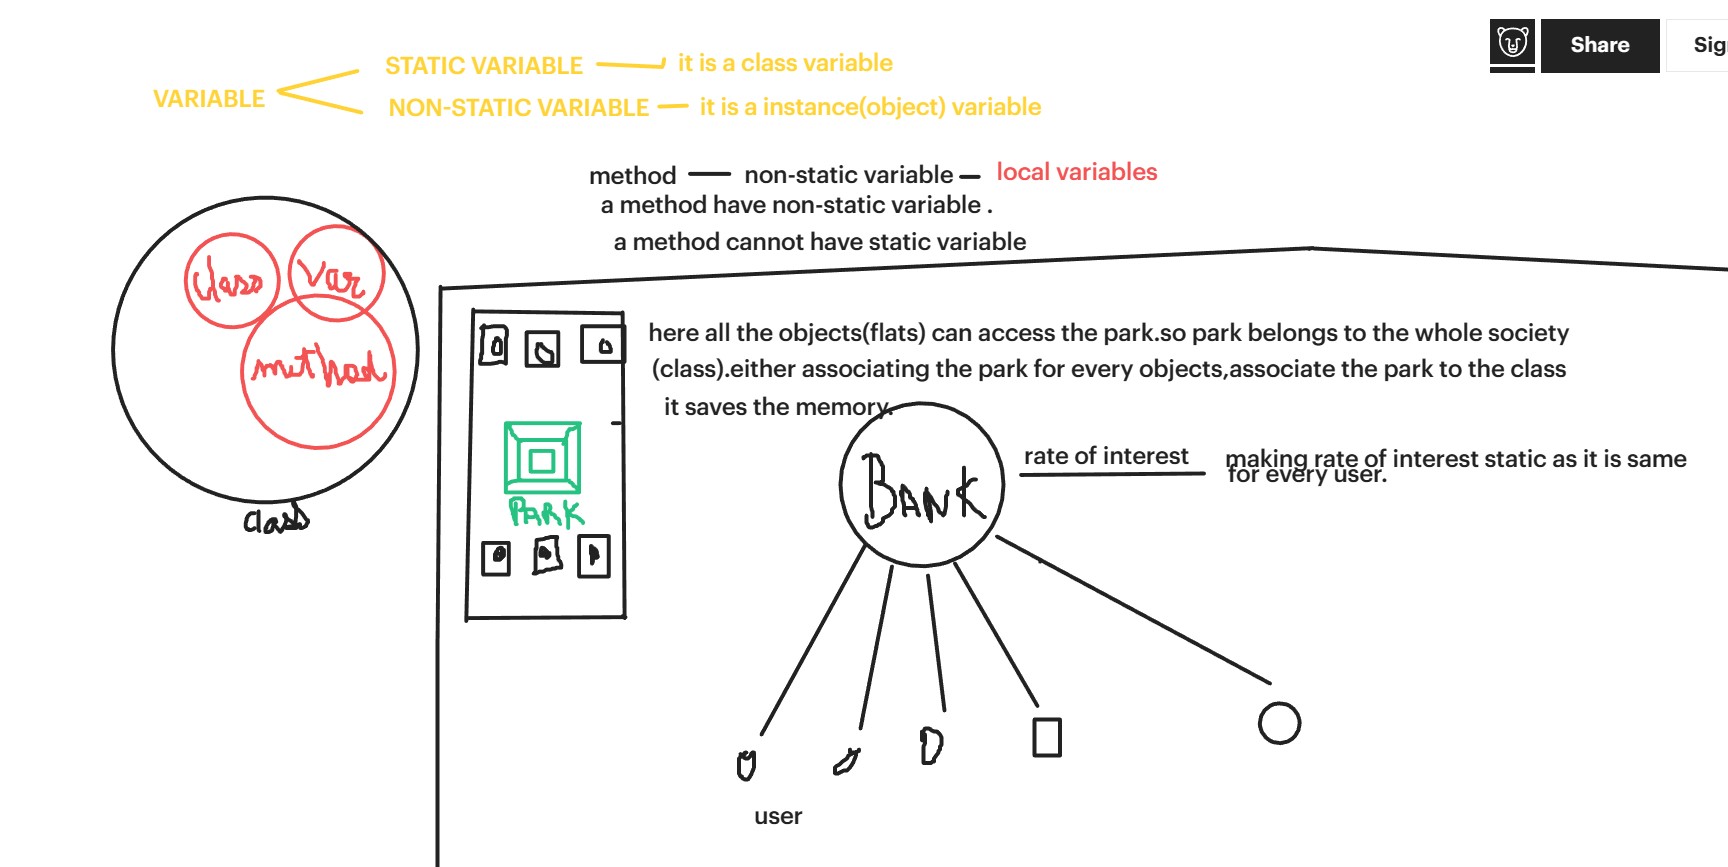 Share
Sig
STATIC VARIABLE it is a class variable
VARIABLE
NON-STATIC VARIABLE it is a instance(object) variable
method non-static variable local variables
a method have non-static variable .
a method cannot have static variable
class var
method
class
here all the objects(flats) can access the park.so park belongs to the whole society
(class).either associating the park for every objects,associate the park to the class
it saves the memory.
PARK
BANK
rate of interest making rate of interest static as it is same
for every user.
user